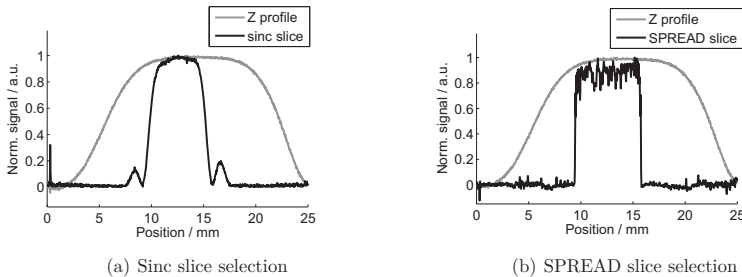 Z profile
sinc slice
Norm. signal / a.u.
1
0.8
0.6
0.4
0.2
0
0 5 10 15 20 25
Position / mm
(a) Sinc slice selection
Z profile
SPREAD slice
Norm. signal / a.u.
1
0.8
0.6
0.4
0.2
0
0 5 10 15 20 25
Position / mm
(b) SPREAD slice selection